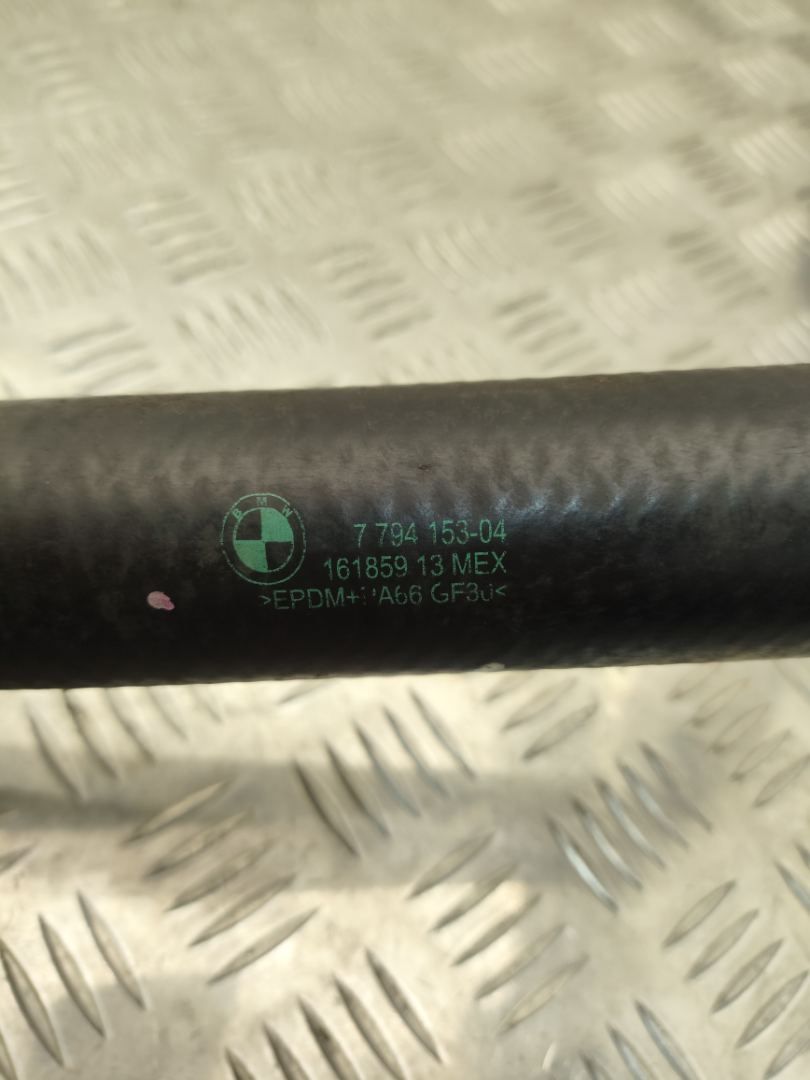 BMW
7 794 153-04
161859 13 MEX
>EPDM+PA66 GF30<